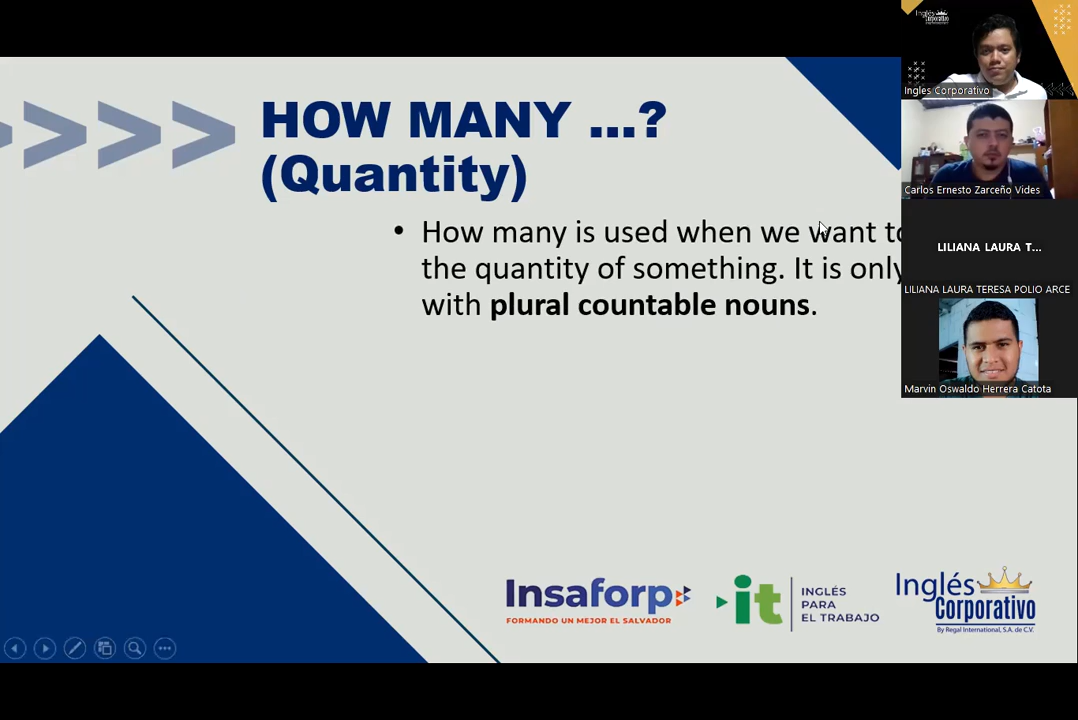 HOW MANY ...?
(Quantity)
• How many is used when we want to
the quantity of something. It is only
with plural countable nouns.
Insaforp
FORMANDO UN MEJOR EL SALVADOR
it
INGLÉS
PARA
EL TRABAJO
Inglés
Corporativo
By Regal International, S.A. de C.V.
Inglés
Corporativo
Ingles Corporativo
Carlos Ernesto Zarceño Vides
LILIANA LAURA T...
LILIANA LAURA TERESA POLIO ARCE
Marvin Oswaldo Herrera Catota